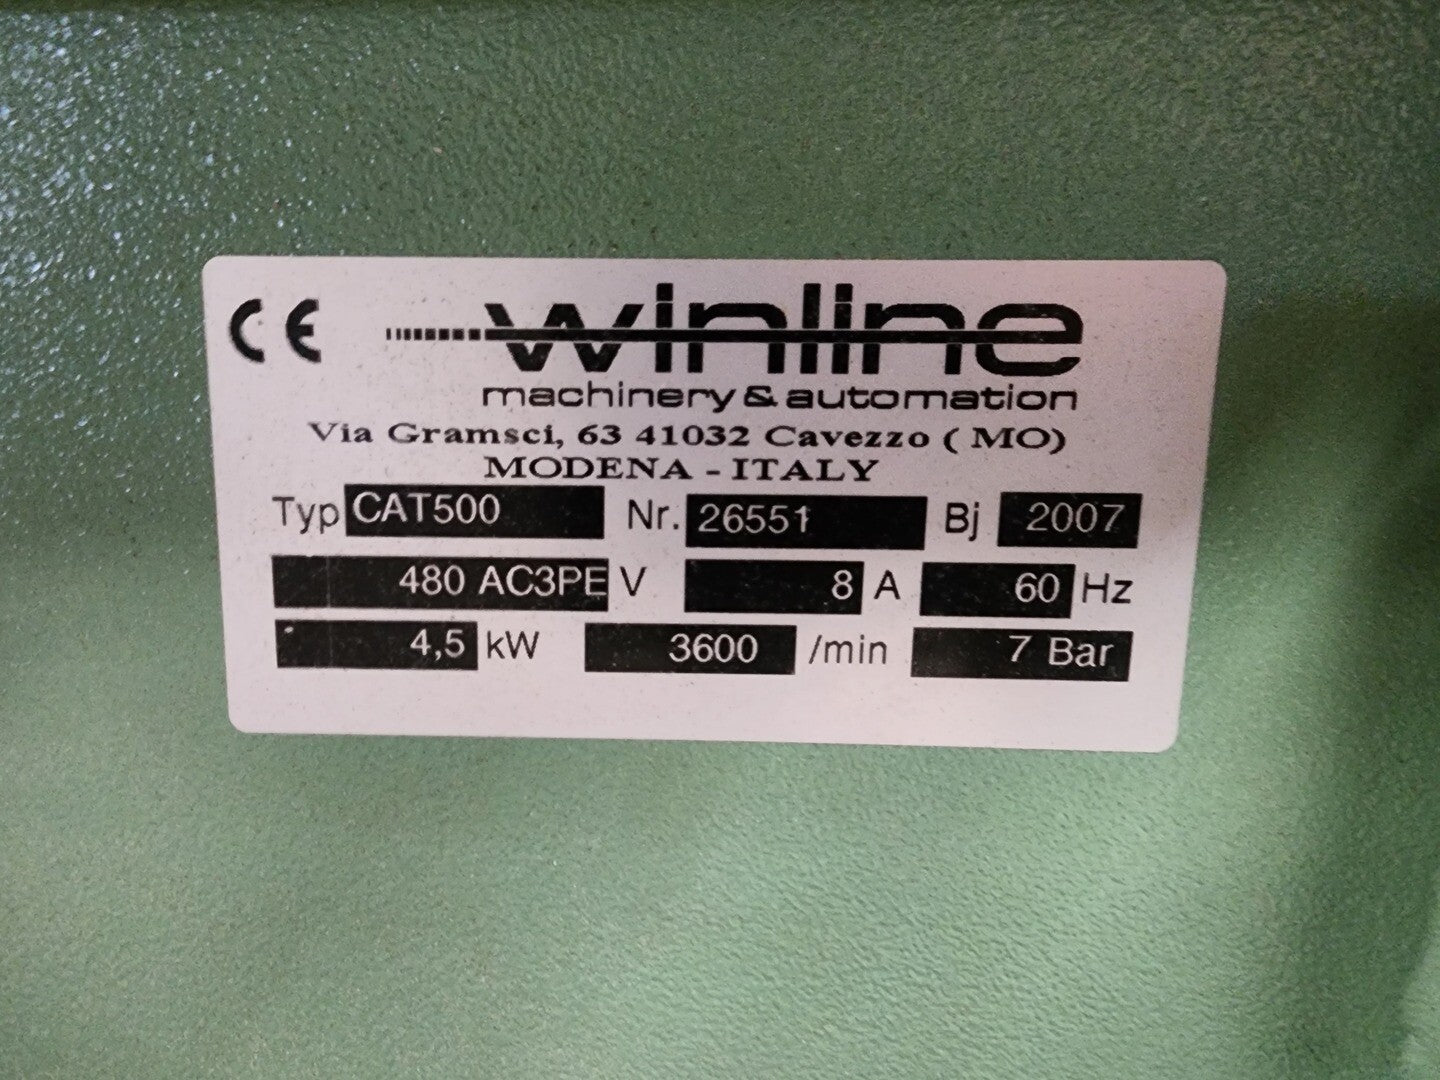 CE winline
machinery & automation
Via Gramsci, 63 41032 Cavezzo ( MO)
MODENA - ITALY
Typ CAT500 Nr. 26551 Bj 2007
480 AC3PE V 8 A 60 Hz
4,5 kW 3600 /min 7 Bar